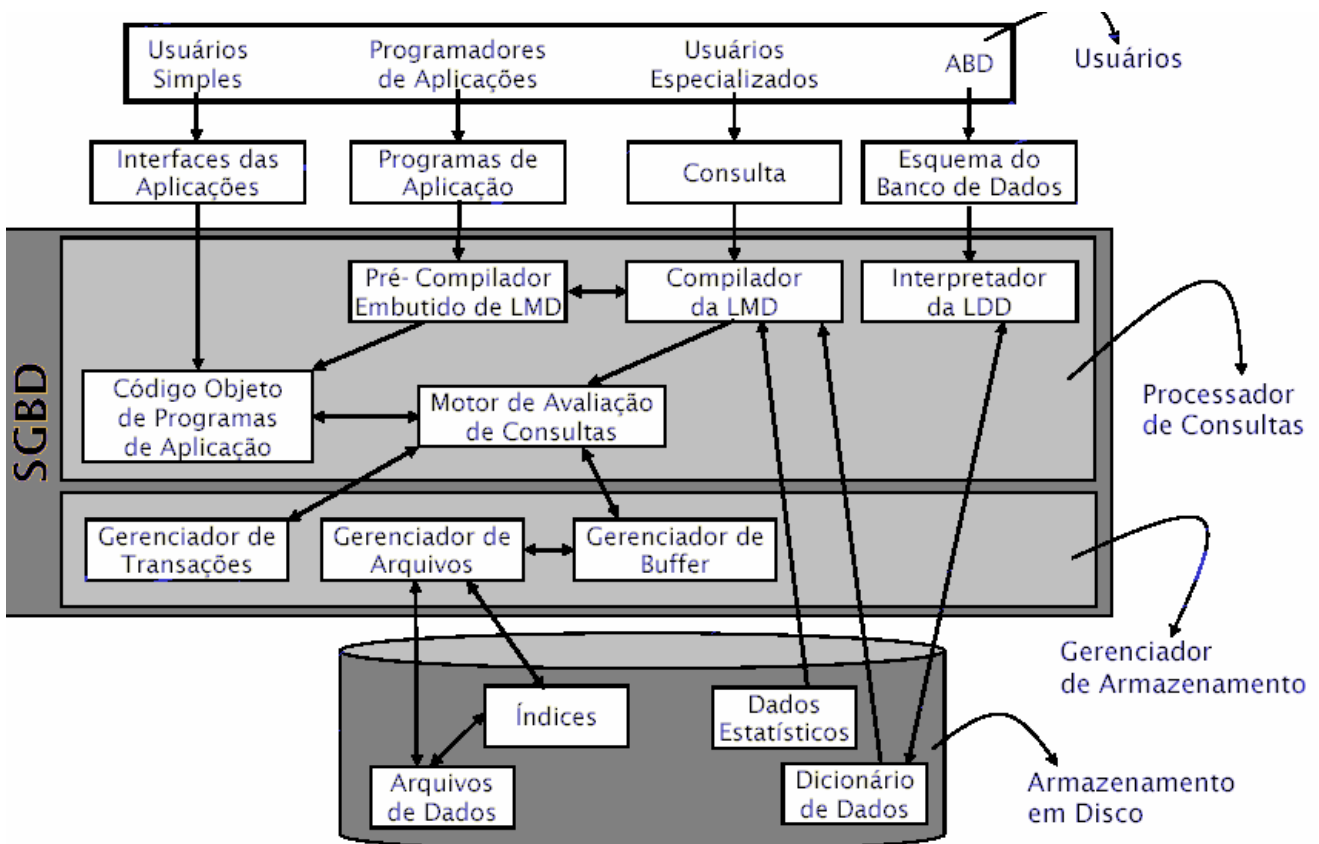 Usuários
Simples
Programadores
de Aplicações
Usuários
Especializados
ABD
Usuários
Interfaces das
Aplicações
Programas de
Aplicação
Consulta
Esquema do
Banco de Dados
SGBD
Pré- Compilador
Embutido de LMD
Compilador
da LMD
Interpretador
da LDD
Código Objeto
de Programas
de Aplicação
Motor de Avaliação
de Consultas
Processador
de Consultas
Gerenciador de
Transações
Gerenciador de
Arquivos
Gerenciador de
Buffer
Gerenciador
de Armazenamento
Índices
Dados
Estatísticos
Arquivos
de Dados
Dicionário
de Dados
Armazenamento
em Disco